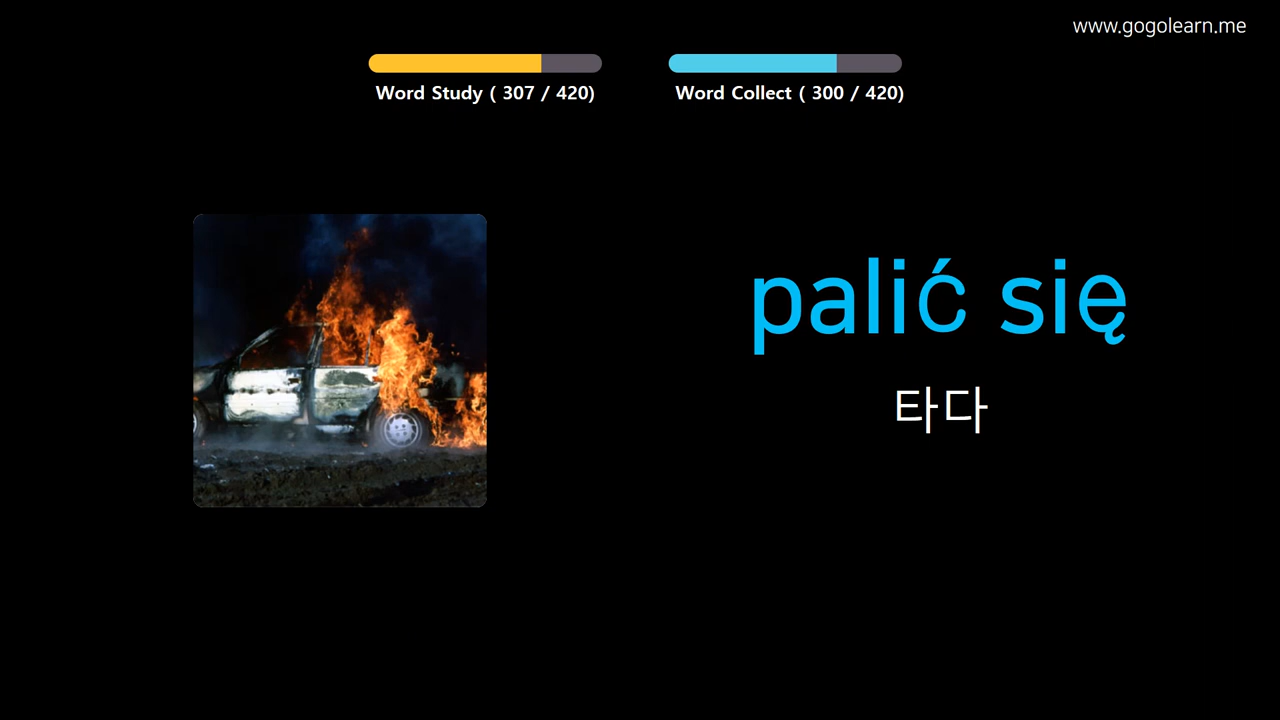 www.gogolearn.me
Word Study ( 307 / 420)
Word Collect ( 300 / 420)
palić się
타다